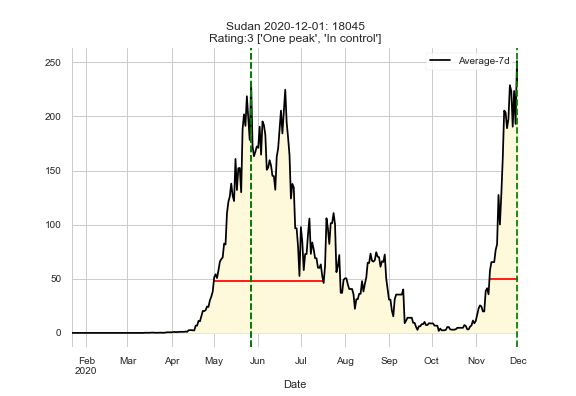 Sudan 2020-12-01: 18045
Rating:3 ['One peak', 'In control']
Average-7d
250
200
150
100
50
0
Feb Mar Apr May Jun Jul Aug Sep Oct Nov Dec
2020
Date